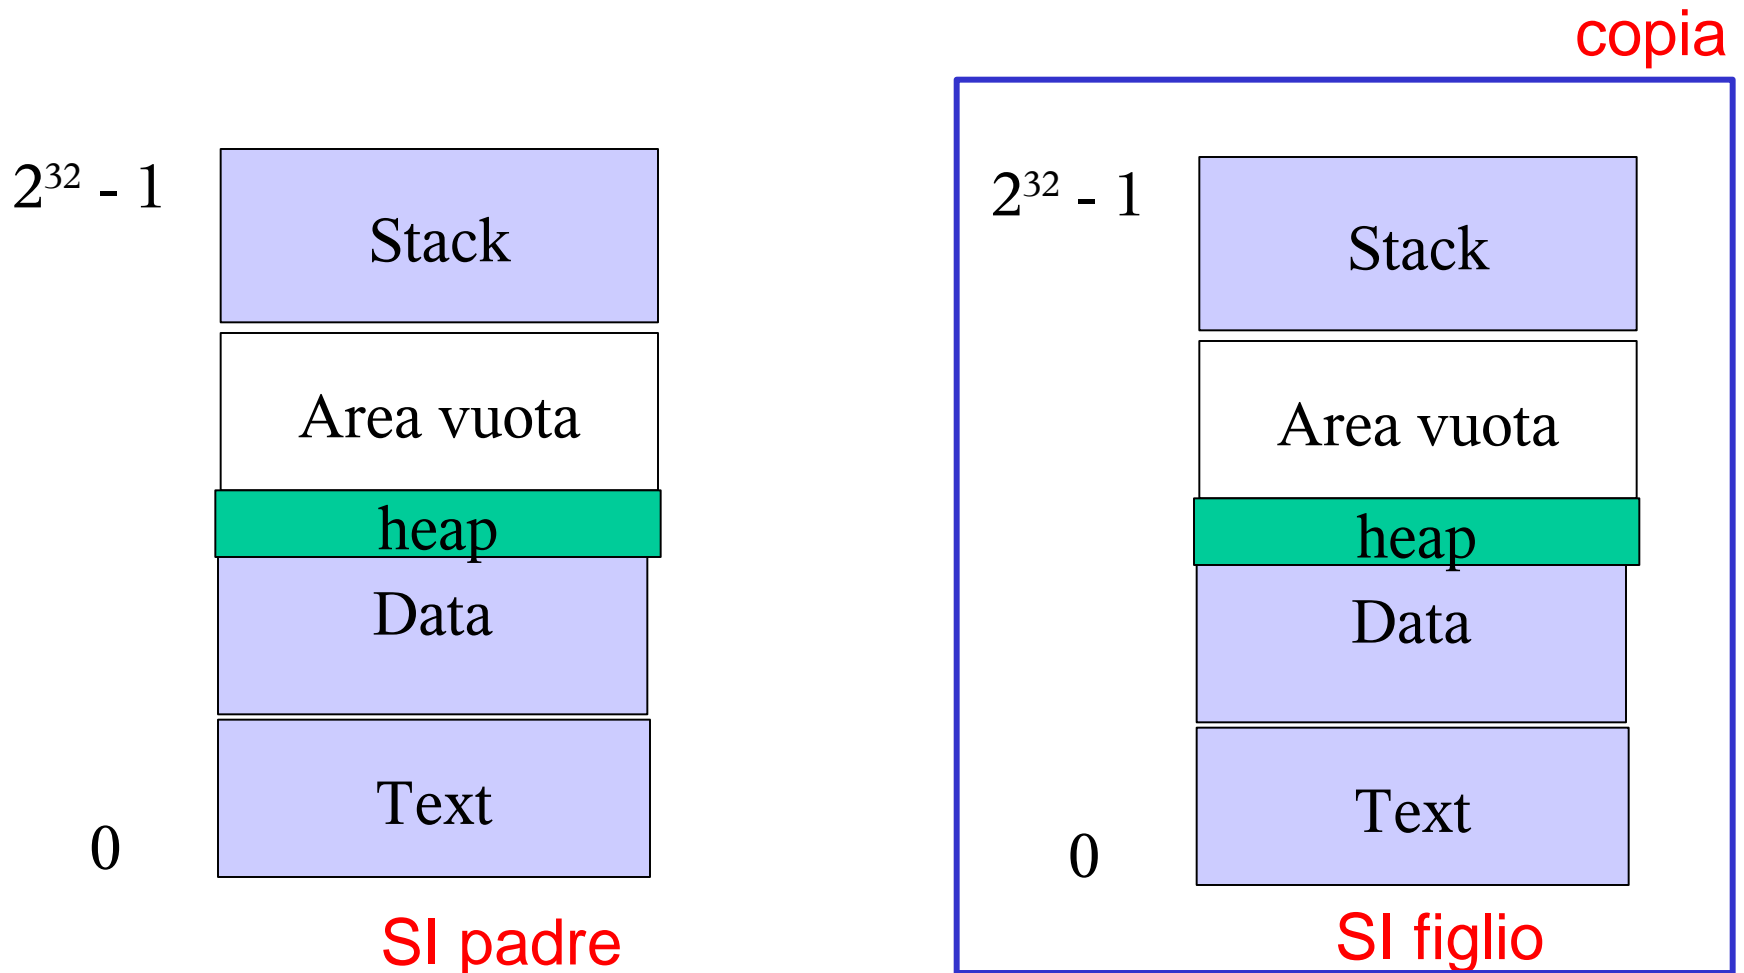 copia
2³² - 1
Stack
Area vuota
heap
Data
Text
0
SI padre
2³² - 1
Stack
Area vuota
heap
Data
Text
0
SI figlio